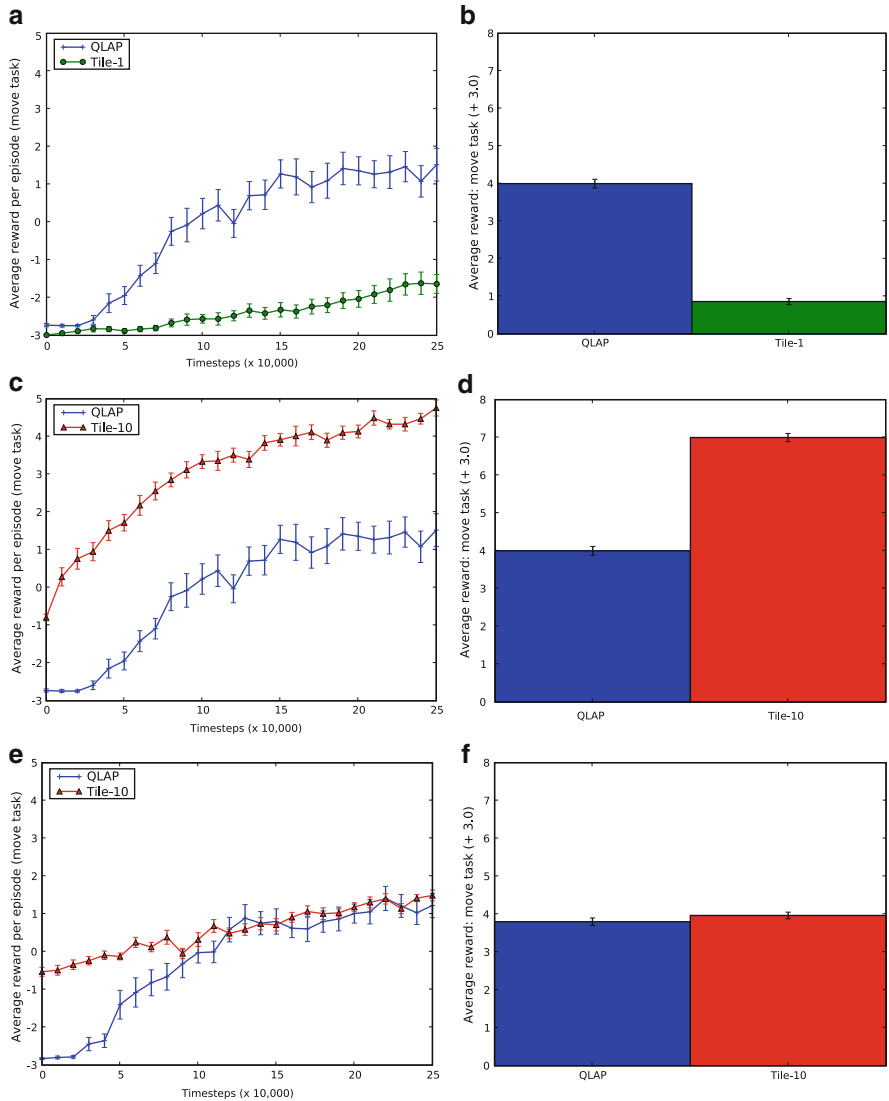 a
5
4
3
2
1
0
-1
-2
-3
Average reward per episode (move task)
QLAP
Tile-1
0 5 10 15 20 25
Timesteps (x 10,000)
b
8
7
6
5
4
3
2
1
0
Average reward: move task (+ 3.0)
QLAP Tile-1
c
5
4
3
2
1
0
-1
-2
-3
Average reward per episode (move task)
QLAP
Tile-10
0 5 10 15 20 25
Timesteps (x 10,000)
d
8
7
6
5
4
3
2
1
0
Average reward: move task (+ 3.0)
QLAP Tile-10
e
5
4
3
2
1
0
-1
-2
-3
Average reward per episode (move task)
QLAP
Tile-10
0 5 10 15 20 25
Timesteps (x 10,000)
f
8
7
6
5
4
3
2
1
0
Average reward: move task (+ 3.0)
QLAP Tile-10